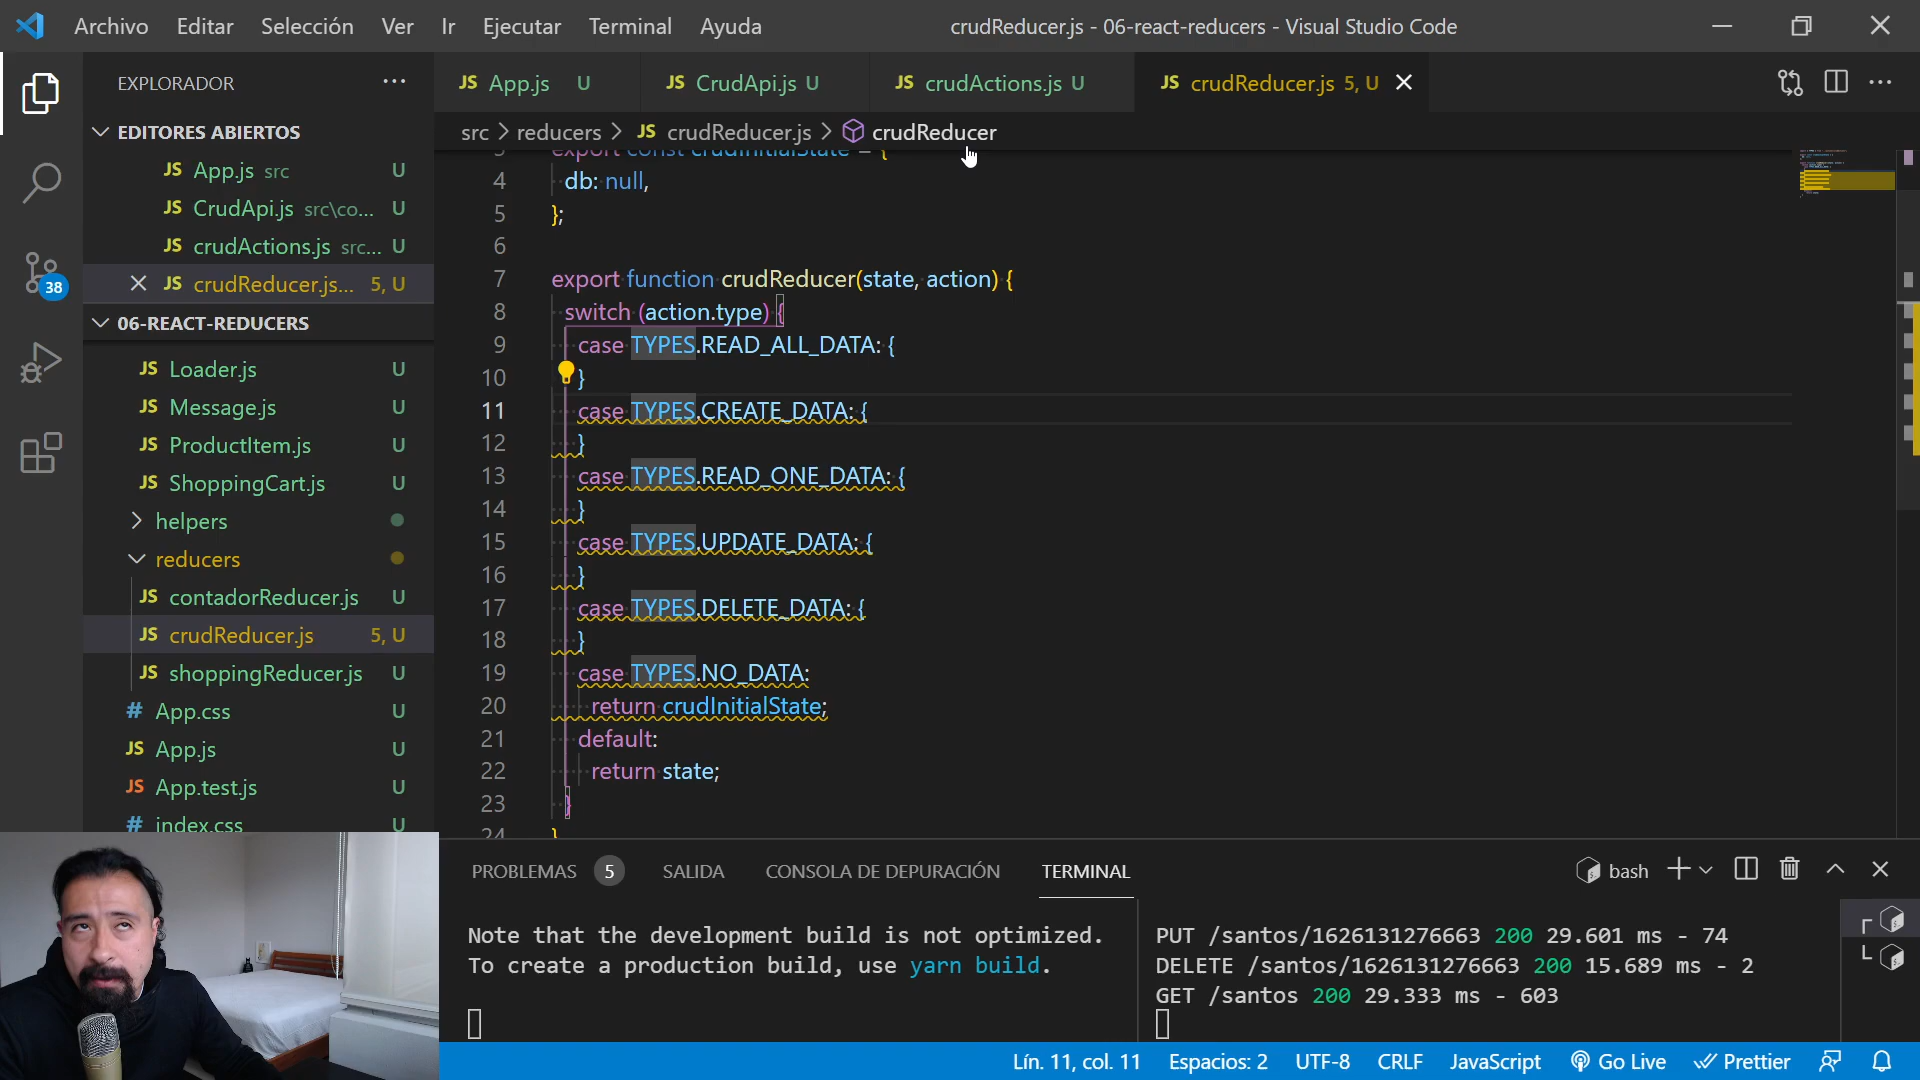 Archivo Editar Selección Ver Ir Ejecutar Terminal Ayuda
crudReducer.js - 06-react-reducers - Visual Studio Code
EXPLORADOR
EDITORES ABIERTOS
JS App.js src U
JS CrudApi.js src\co... U
JS crudActions.js src... U
JS crudReducer.js... 5, U
06-REACT-REDUCERS
JS Loader.js U
JS Message.js U
JS ProductItem.js U
JS ShoppingCart.js U
helpers
reducers
JS contadorReducer.js U
JS crudReducer.js 5, U
JS shoppingReducer.js U
# App.css U
JS App.js U
JS App.test.js U
# index.css U
38
JS App.js U
JS CrudApi.js U
JS crudActions.js U
JS crudReducer.js 5, U
src > reducers > JS crudReducer.js > crudReducer
3 export const crudInitialState = {
4 db: null,
5 };
6
7 export function crudReducer(state, action) {
8 switch (action.type) {
9 case TYPES.READ_ALL_DATA: {
10 }
11 case TYPES.CREATE_DATA: {
12 }
13 case TYPES.READ_ONE_DATA: {
14 }
15 case TYPES.UPDATE_DATA: {
16 }
17 case TYPES.DELETE_DATA: {
18 }
19 case TYPES.NO_DATA:
20 return crudInitialState;
21 default:
22 return state;
23 }
24 }
PROBLEMAS 5 SALIDA CONSOLA DE DEPURACIÓN TERMINAL
bash
Note that the development build is not optimized.
To create a production build, use yarn build.
PUT /santos/1626131276663 200 29.601 ms - 74
DELETE /santos/1626131276663 200 15.689 ms - 2
GET /santos 200 29.333 ms - 603
Lín. 11, col. 11 Espacios: 2 UTF-8 CRLF JavaScript Go Live Prettier